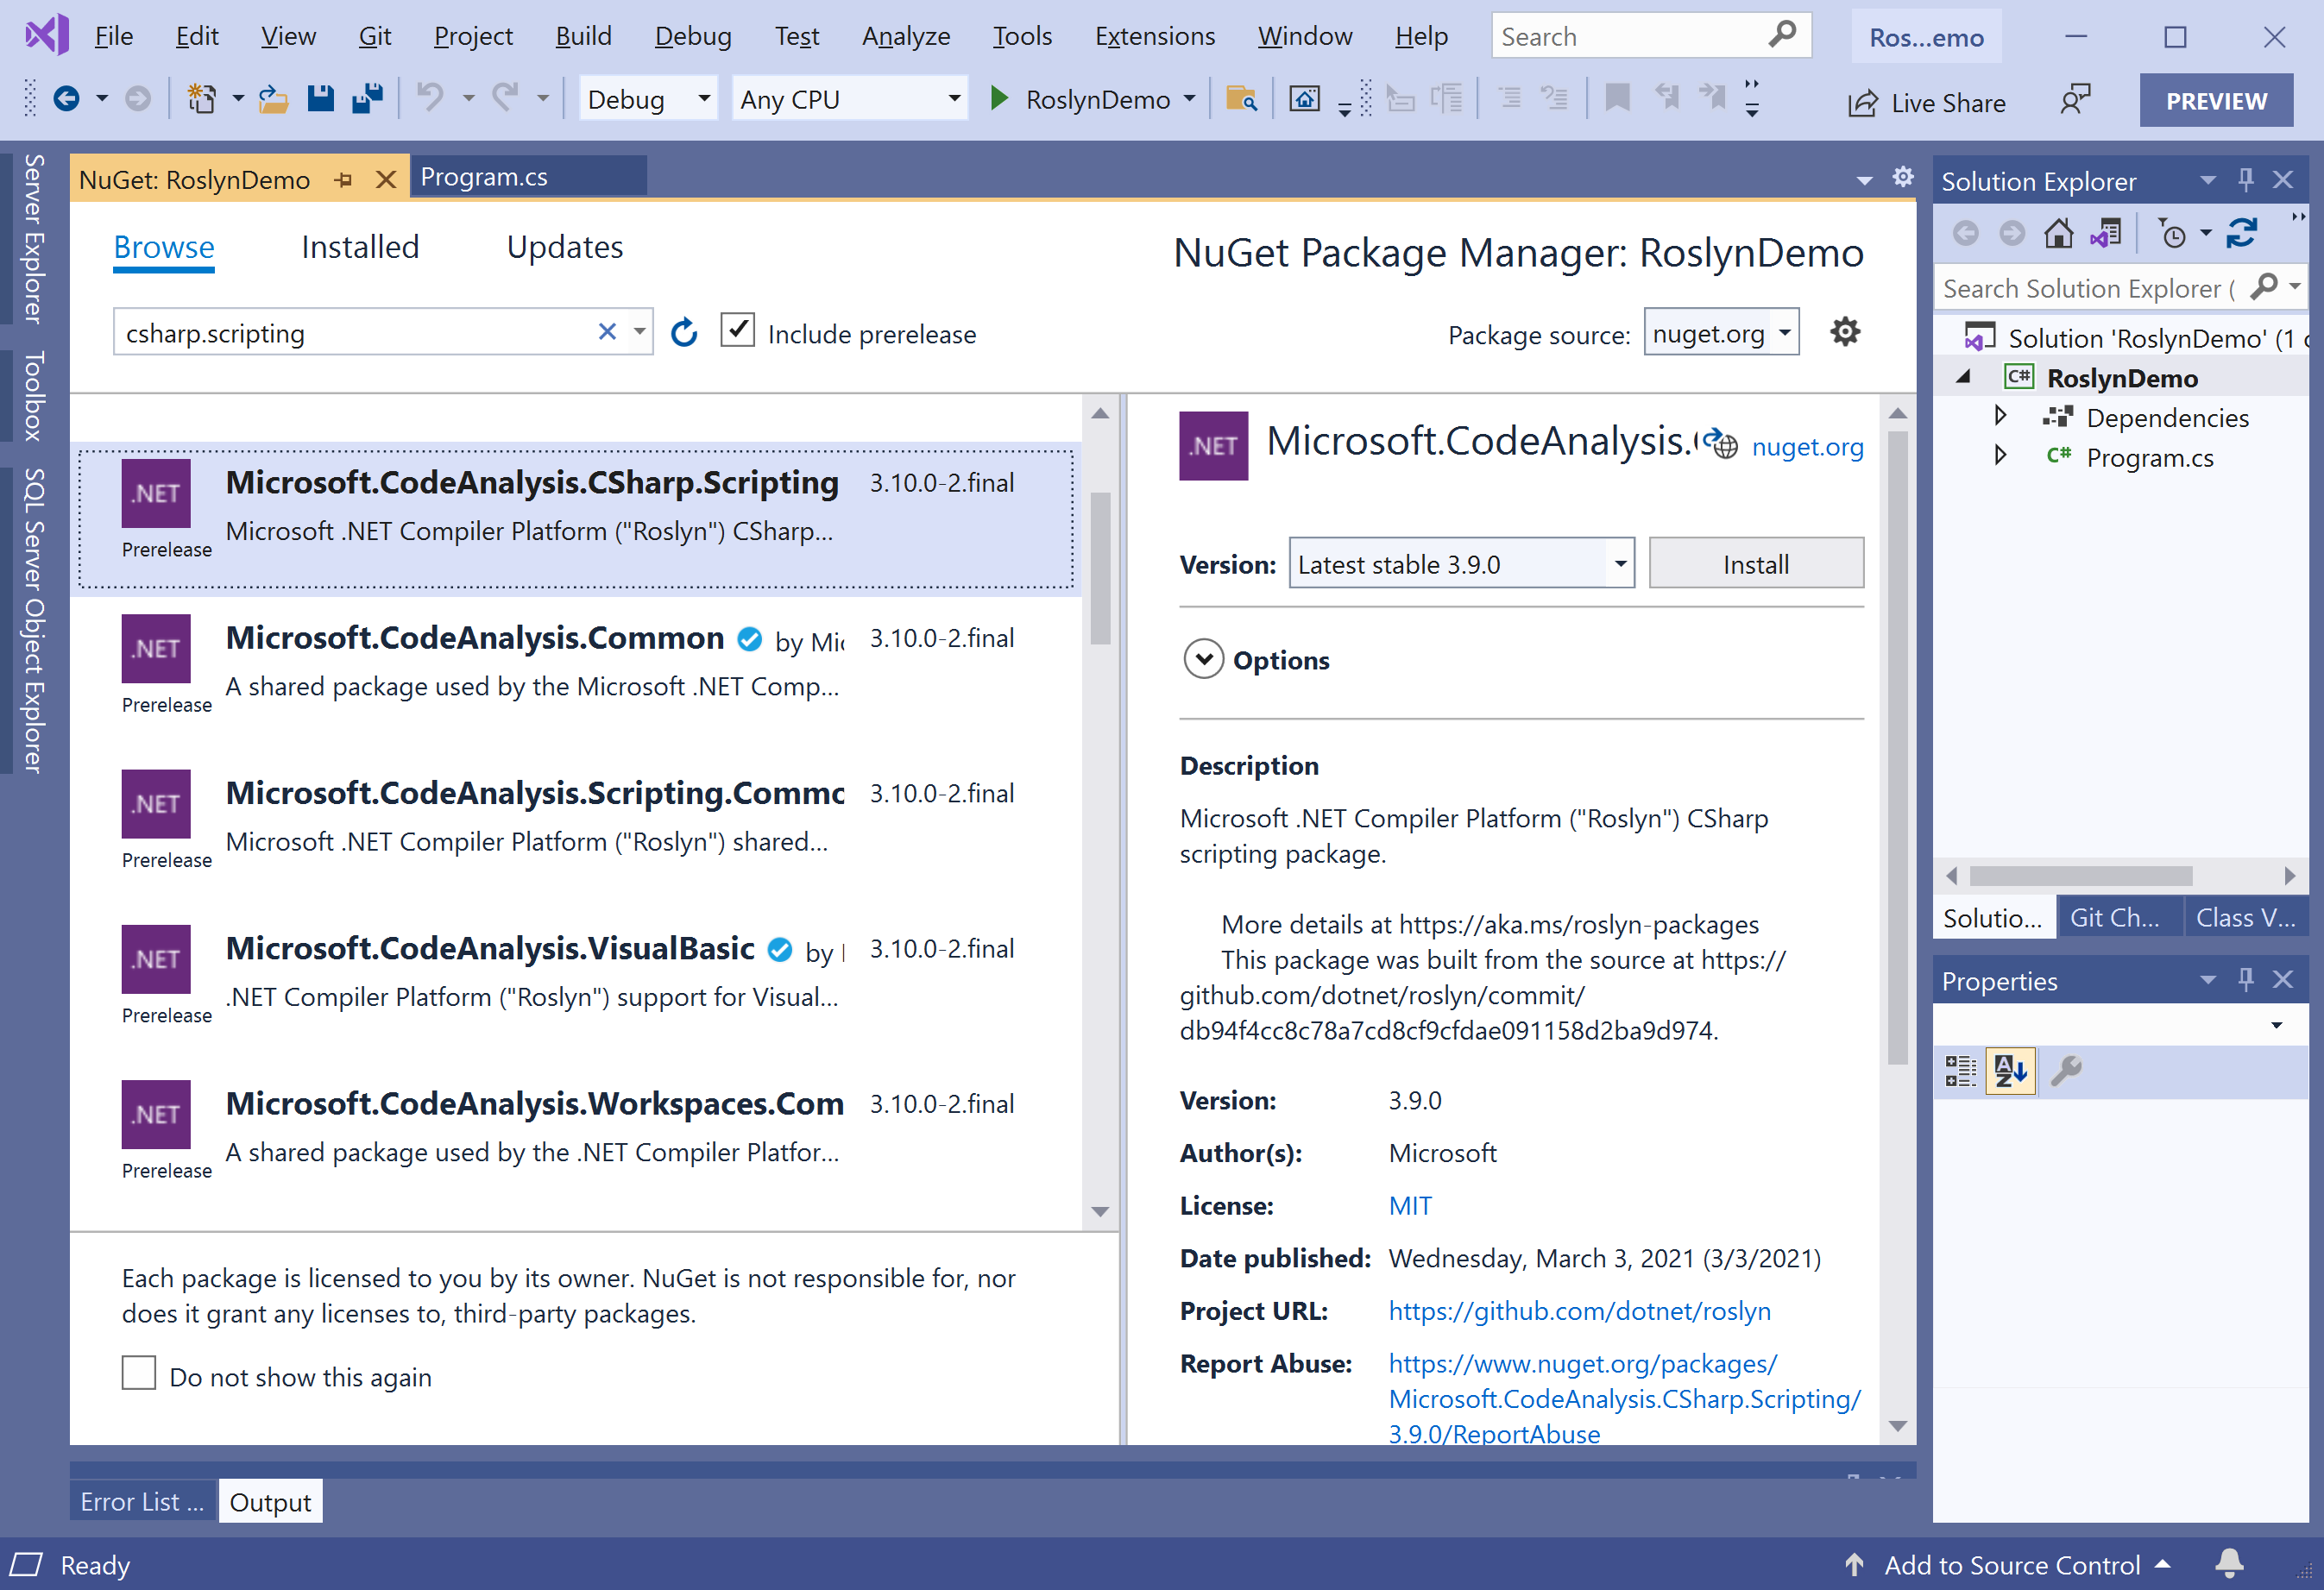 File Edit View Git Project Build Debug Test Analyze Tools Extensions Window Help Search Ros...emo
Debug Any CPU RoslynDemo Live Share PREVIEW
Server Explorer
Toolbox
SQL Server Object Explorer
NuGet: RoslynDemo Program.cs
Browse Installed Updates
NuGet Package Manager: RoslynDemo
csharp.scripting Include prerelease
Package source: nuget.org
.NET Microsoft.CodeAnalysis.CSharp.Scripting 3.10.0-2.final
Microsoft .NET Compiler Platform ("Roslyn") CSharp...
Prerelease
.NET Microsoft.CodeAnalysis.Common by Mic 3.10.0-2.final
A shared package used by the Microsoft .NET Comp...
Prerelease
.NET Microsoft.CodeAnalysis.Scripting.Commo 3.10.0-2.final
Microsoft .NET Compiler Platform ("Roslyn") shared...
Prerelease
.NET Microsoft.CodeAnalysis.VisualBasic by 3.10.0-2.final
.NET Compiler Platform ("Roslyn") support for Visual...
Prerelease
.NET Microsoft.CodeAnalysis.Workspaces.Com 3.10.0-2.final
A shared package used by the .NET Compiler Platfor...
Prerelease
Each package is licensed to you by its owner. NuGet is not responsible for, nor
does it grant any licenses to, third-party packages.
Do not show this again
.NET Microsoft.CodeAnalysis. nuget.org
Version: Latest stable 3.9.0 Install
Options
Description
Microsoft .NET Compiler Platform ("Roslyn") CSharp
scripting package.
More details at https://aka.ms/roslyn-packages
This package was built from the source at https://
github.com/dotnet/roslyn/commit/
db94f4cc8c78a7cd8cf9cfdae091158d2ba9d974.
Version: 3.9.0
Author(s): Microsoft
License: MIT
Date published: Wednesday, March 3, 2021 (3/3/2021)
Project URL: https://github.com/dotnet/roslyn
Report Abuse: https://www.nuget.org/packages/
Microsoft.CodeAnalysis.CSharp.Scripting/
3.9.0/ReportAbuse
Solution Explorer
Search Solution Explorer (
Solution 'RoslynDemo' (1
C# RoslynDemo
Dependencies
C# Program.cs
Solutio... Git Ch... Class V...
Properties
Error List ... Output
Ready Add to Source Control